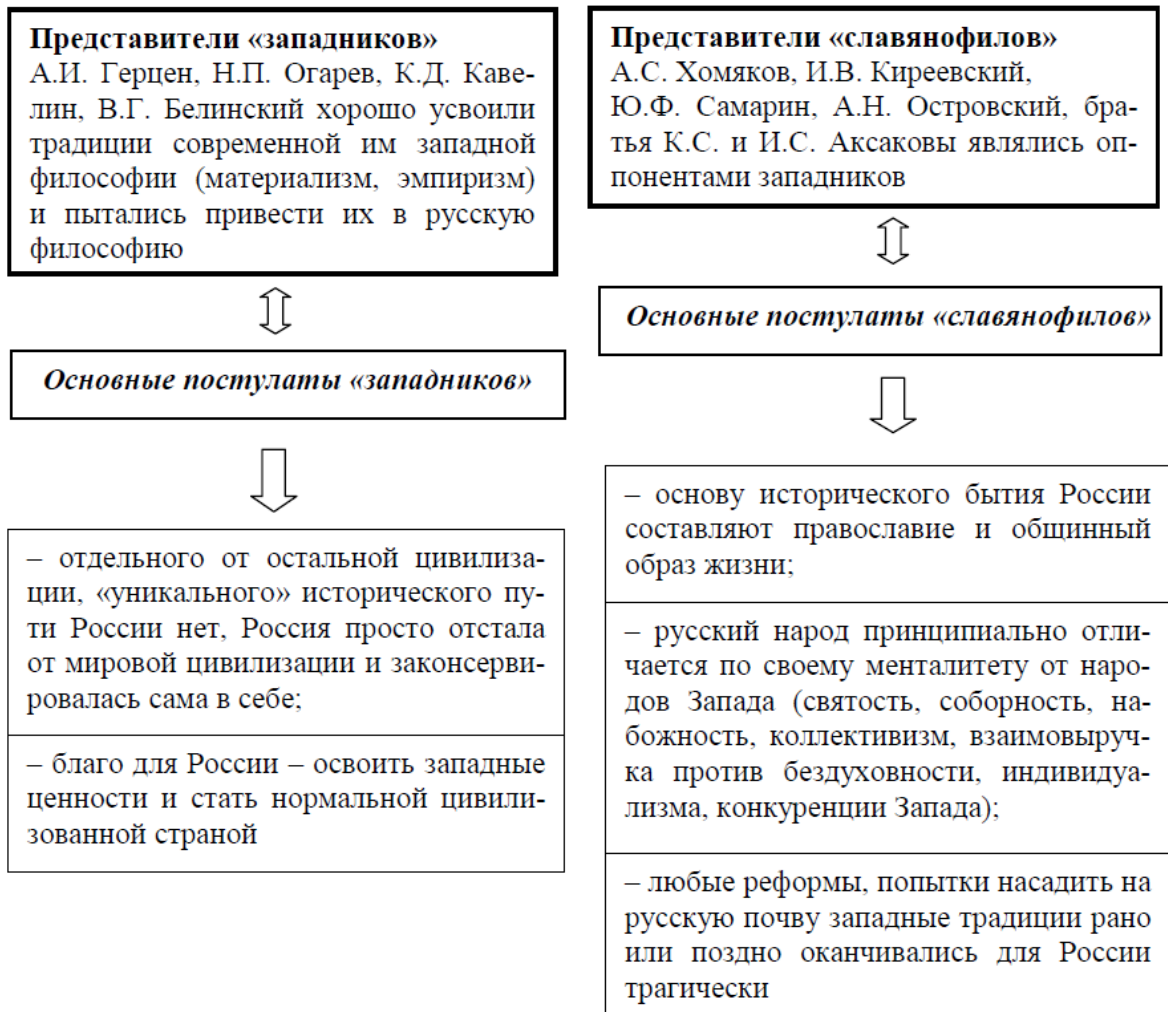 Представители «западников»
А.И. Герцен, Н.П. Огарев, К.Д. Каве-
лин, В.Г. Белинский хорошо усвоили
традиции современной им западной
философии (материализм, эмпиризм)
и пытались привести их в русскую
философию
Основные постулаты «западников»
– отдельного от остальной цивилиза-
ции, «уникального» исторического пу-
ти России нет, Россия просто отстала
от мировой цивилизации и законсерви-
ровалась сама в себе;
– благо для России – освоить западные
ценности и стать нормальной цивили-
зованной страной
Представители «славянофилов»
А.С. Хомяков, И.В. Киреевский,
Ю.Ф. Самарин, А.Н. Островский, бра-
тья К.С. и И.С. Аксаковы являлись оп-
понентами западников
Основные постулаты «славянофилов»
– основу исторического бытия России
составляют православие и общинный
образ жизни;
– русский народ принципиально отли-
чается по своему менталитету от наро-
дов Запада (святость, соборность, на-
божность, коллективизм, взаимовыруч-
ка против бездуховности, индивидуа-
лизма, конкуренции Запада);
– любые реформы, попытки насадить на
русскую почву западные традиции рано
или поздно оканчивались для России
трагически